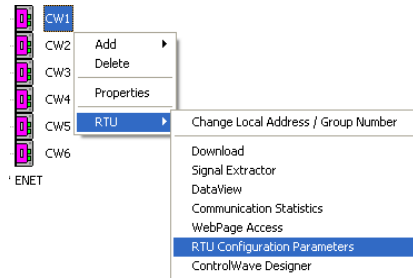 CW1
CW2
CW3
CW4
CW5
CW6
ENET
Add
Delete
Properties
RTU
Change Local Address / Group Number
Download
Signal Extractor
DataView
Communication Statistics
WebPage Access
RTU Configuration Parameters
ControlWave Designer